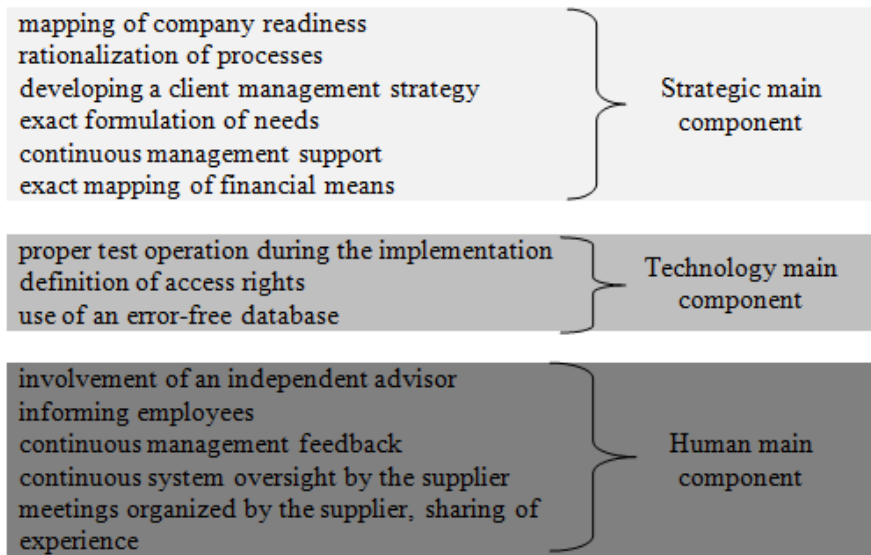 mapping of company readiness
rationalization of processes
developing a client management strategy
exact formulation of needs
continuous management support
exact mapping of financial means
Strategic main
component
proper test operation during the implementation
definition of access rights
use of an error-free database
Technology main
component
involvement of an independent advisor
informing employees
continuous management feedback
continuous system oversight by the supplier
meetings organized by the supplier, sharing of
experience
Human main
component